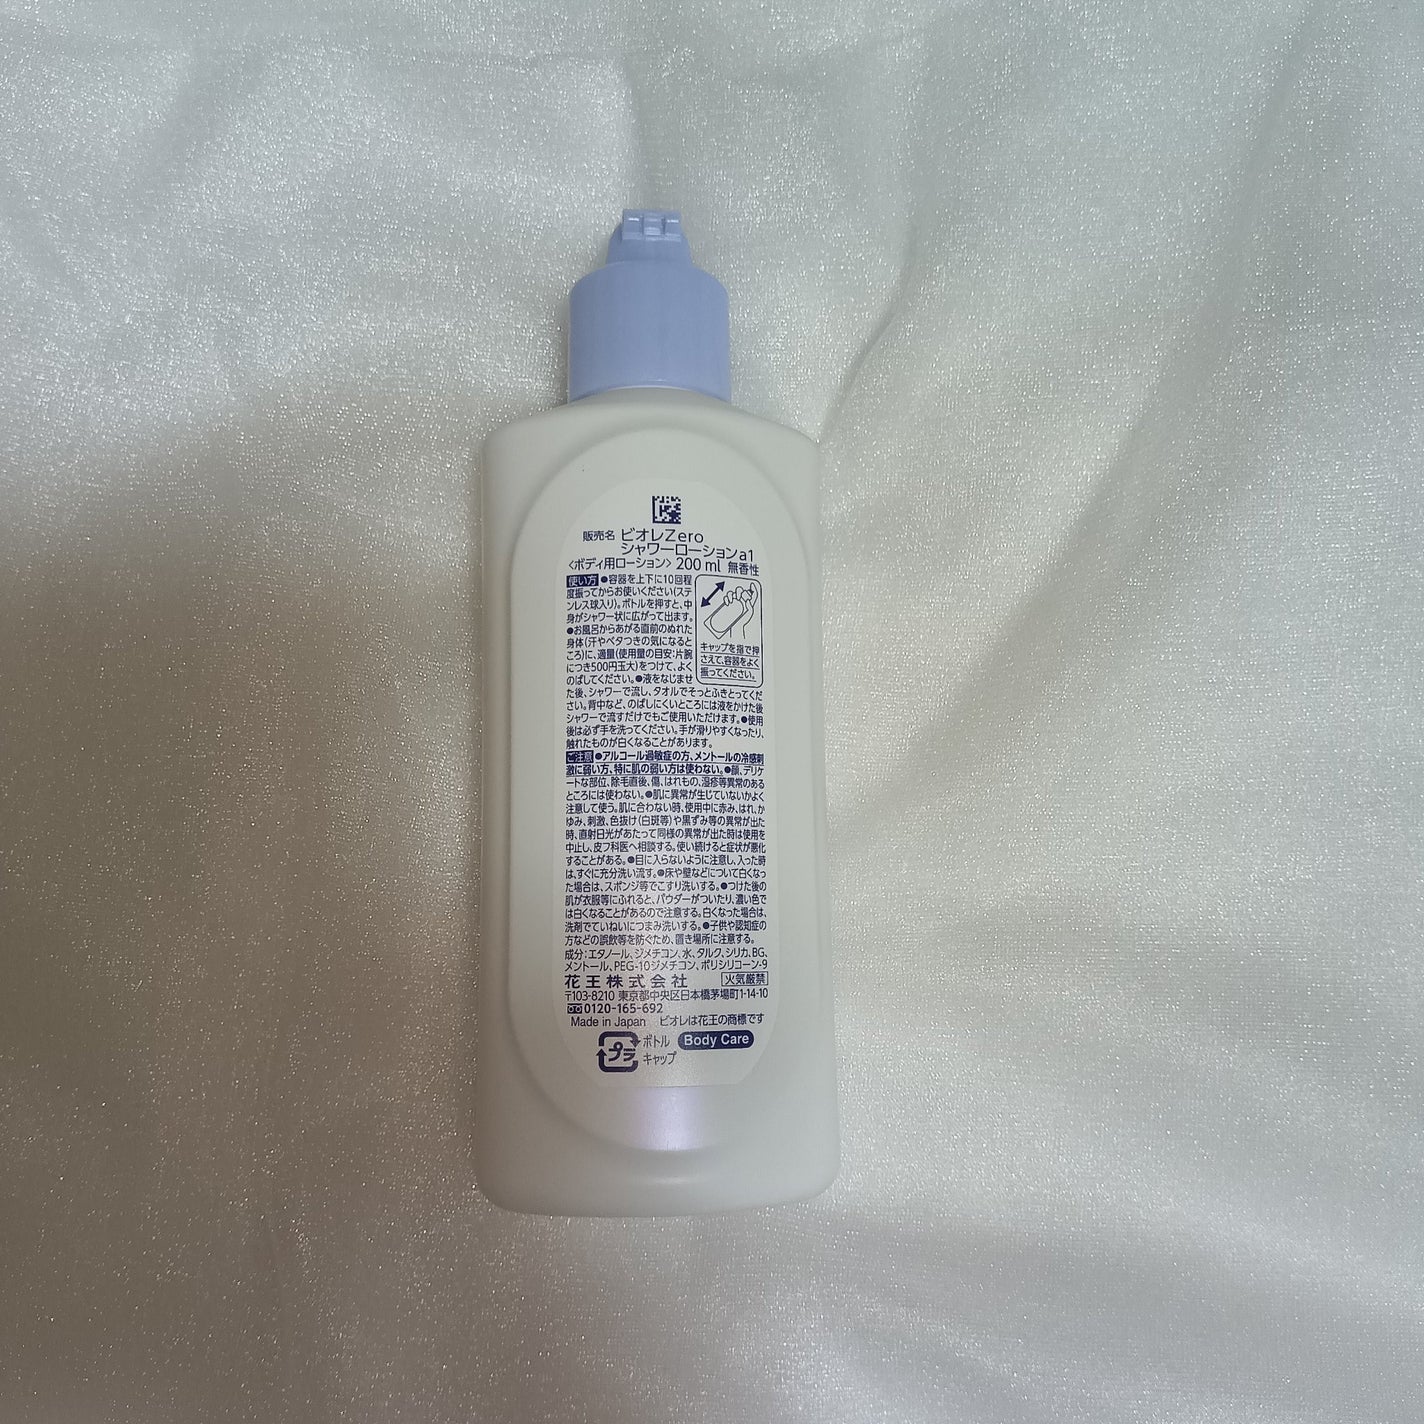 販売名 ビオレZero
シャワーローションa1
〈ボディ用ローション〉 200 ml 無香性
使い方 ●容器を上下に10回程
度振ってからお使いください(ステ
ンレス球入り)。ボトルを押すと、中
身がシャワー状に広がって出ます。
●お風呂からあがる直前のぬれた
身体(汗やベタつきの気になると
ころ)に、適量(使用量の目安:片腕
につき500円玉大)をつけて、よく
のばしてください。●液をなじませ
キャップを指で押
さえて、容器をよく
振ってください。
た後、シャワーで流し、タオルでそっとふきとってくだ
さい。背中など、のばしにくいところには液をかけた後
シャワーで流すだけでもご使用いただけます。●使用
後は必ず手を洗ってください。手が滑りやすくなったり、
触れたものが白くなることがあります。
ご注意 ●アルコール過敏症の方、メントールの冷感刺
激に弱い方、特に肌の弱い方は使わない。●顔、デリケ
ートな部位、除毛直後、傷、はれもの、湿疹等異常のある
ところには使わない。●肌に異常が生じていないかよく
注意して使う。肌に合わない時、使用中に赤み、はれ、か
ゆみ、刺激、色抜け(白斑等)や黒ずみ等の異常が出た
時、直射日光があたって同様の異常が出た時は使用を
中止し、皮フ科医へ相談する。使い続けると症状が悪化
することがある。●目に入らないように注意し、入った時
は、すぐに充分洗い流す。●床や壁などについて白くなっ
た場合は、スポンジ等でこすり洗いする。●つけた後の
肌が衣服等にふれると、パウダーがついたり、濃い色で
は白くなることがあるので注意する。白くなった場合は、
洗剤でていねいにつまみ洗いする。●子供や認知症の
方などの誤飲等を防ぐため、置き場所に注意する。
成分:エタノール、ジメチコン、水、タルク、シリカ、BG、
メントール、PEG-10ジメチコン、ポリシリコーン-9
花王株式会社 火気厳禁
〒103-8210 東京都中央区日本橋茅場町1-14-10
0120-165-692
Made in Japan ビオレは花王の商標です
プラ ボトル Body Care
キャップ